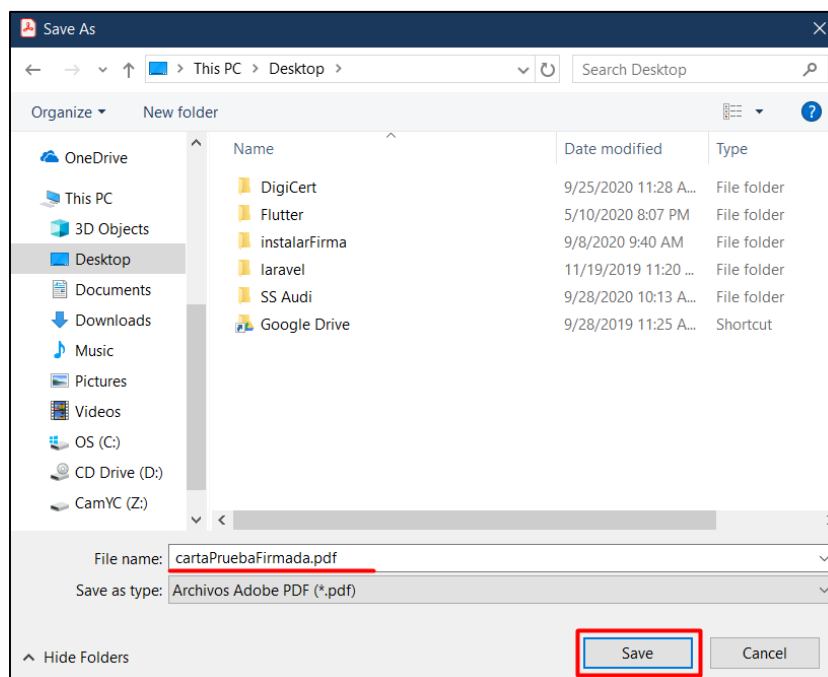 Save As
This PC > Desktop >
Search Desktop
Organize
New folder
?
Name
Date modified
Type
OneDrive
This PC
3D Objects
Desktop
Documents
Downloads
Music
Pictures
Videos
OS (C:)
CD Drive (D:)
CamYC (Z:)
DigiCert 9/25/2020 11:28 A... File folder
Flutter 5/10/2020 8:07 PM File folder
instalarFirma 9/8/2020 9:40 AM File folder
laravel 11/19/2019 11:20 ... File folder
SS Audi 9/28/2020 10:13 A... File folder
Google Drive 9/28/2019 11:25 A... Shortcut
File name: cartaPruebaFirmada.pdf
Save as type: Archivos Adobe PDF (*.pdf)
Hide Folders
Save
Cancel